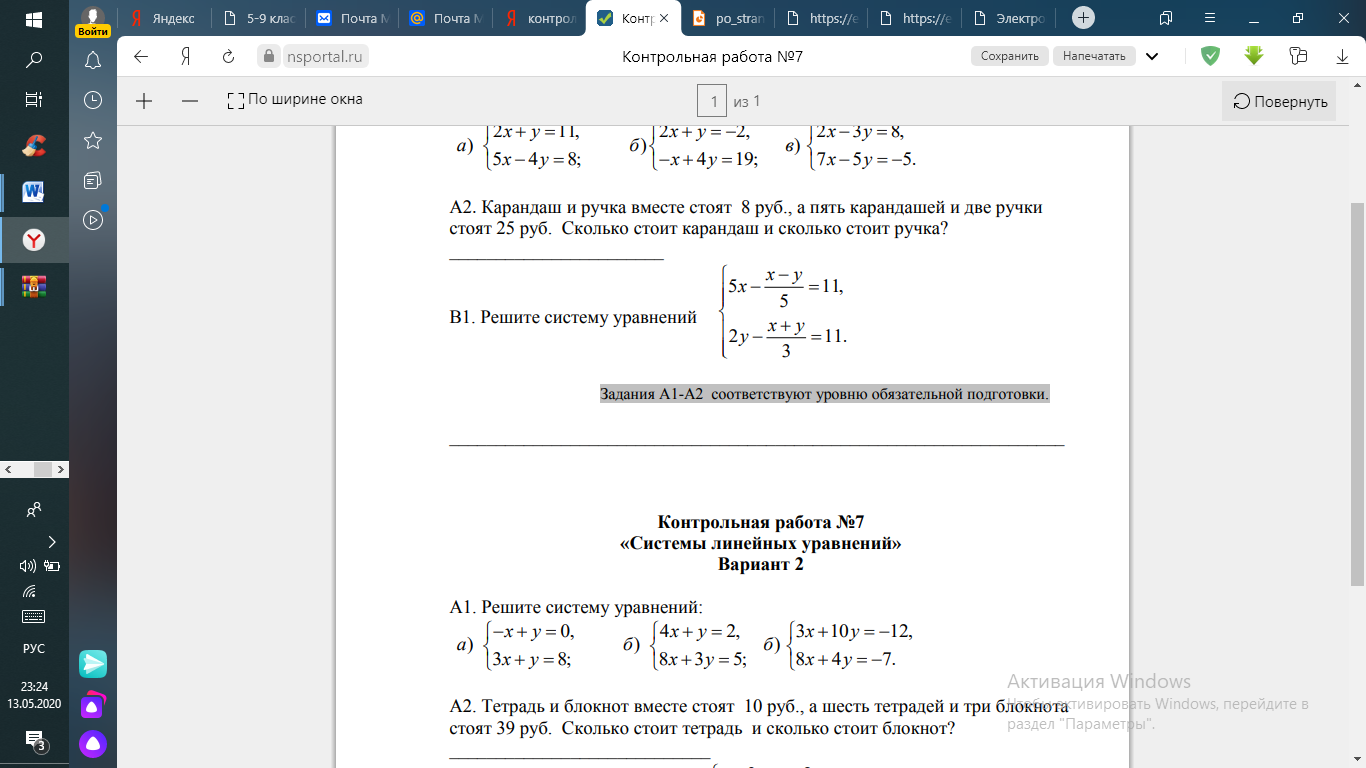 Яндекс
5-9 клас
Почта М
Почта М
контрол
Контр
po_stran
https://e
https://e
Электро
Войти
nsportal.ru
Контрольная работа №7
Сохранить
Напечатать
По ширине окна
1 из 1
Повернуть
а) {2x + y = 11, б) {2x + y = −2, в) {2x − 3y = 8,
5x − 4y = 8; −x + 4y = 19; 7x − 5y = −5.
А2. Карандаш и ручка вместе стоят 8 руб., а пять карандашей и две ручки
стоят 25 руб. Сколько стоит карандаш и сколько стоит ручка?
В1. Решите систему уравнений
5x − (x − y)/5 = 11,
2y − (x + y)/3 = 11.
Задания А1-А2 соответствуют уровню обязательной подготовки.
Контрольная работа №7
«Системы линейных уравнений»
Вариант 2
А1. Решите систему уравнений:
а) {−x + y = 0, б) {4x + y = 2, б) {3x + 10y = −12,
3x + y = 8; 8x + 3y = 5; 8x + 4y = −7.
А2. Тетрадь и блокнот вместе стоят 10 руб., а шесть тетрадей и три блокнота
стоят 39 руб. Сколько стоит тетрадь и сколько стоит блокнот?
Активация Windows
Чтобы активировать Windows, перейдите в
раздел "Параметры".
РУС
23:24
13.05.2020
3